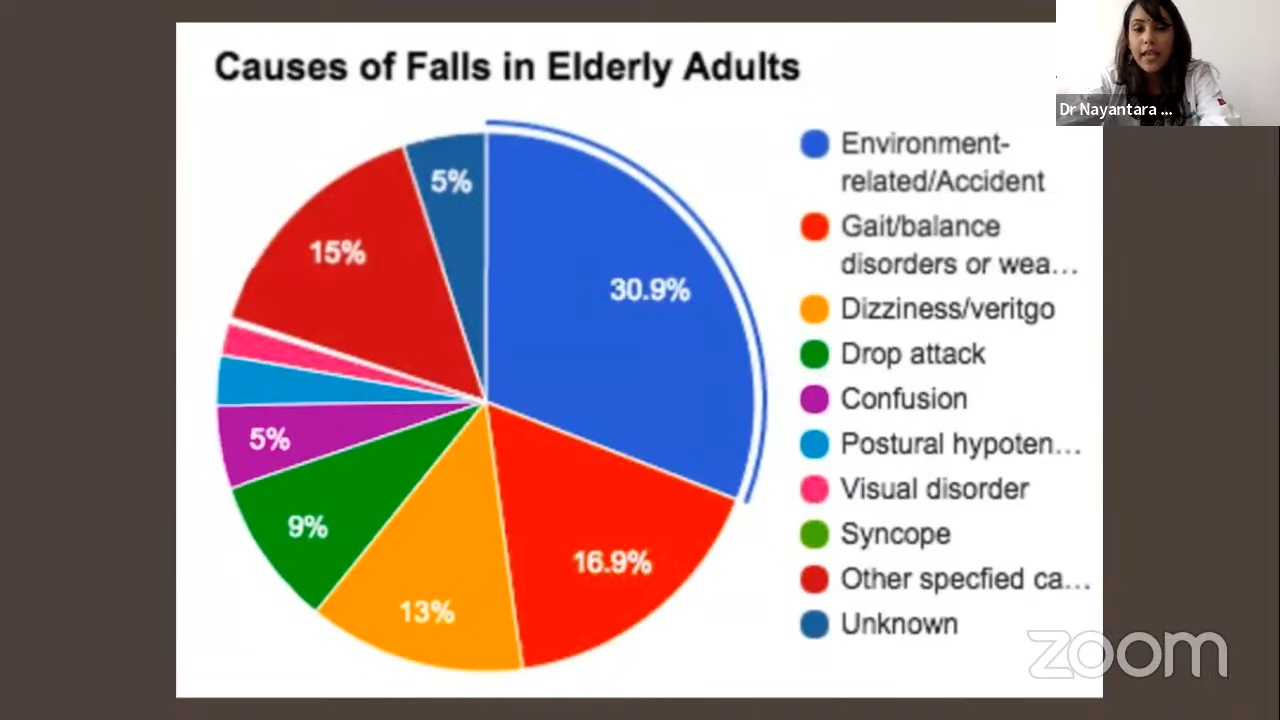 Causes of Falls in Elderly Adults
Dr Nayantara ...
5%
15%
30.9%
5%
9%
13%
16.9%
Environment-
related/Accident
Gait/balance
disorders or wea...
Dizziness/veritgo
Drop attack
Confusion
Postural hypoten...
Visual disorder
Syncope
Other specfied ca...
Unknown
zoom